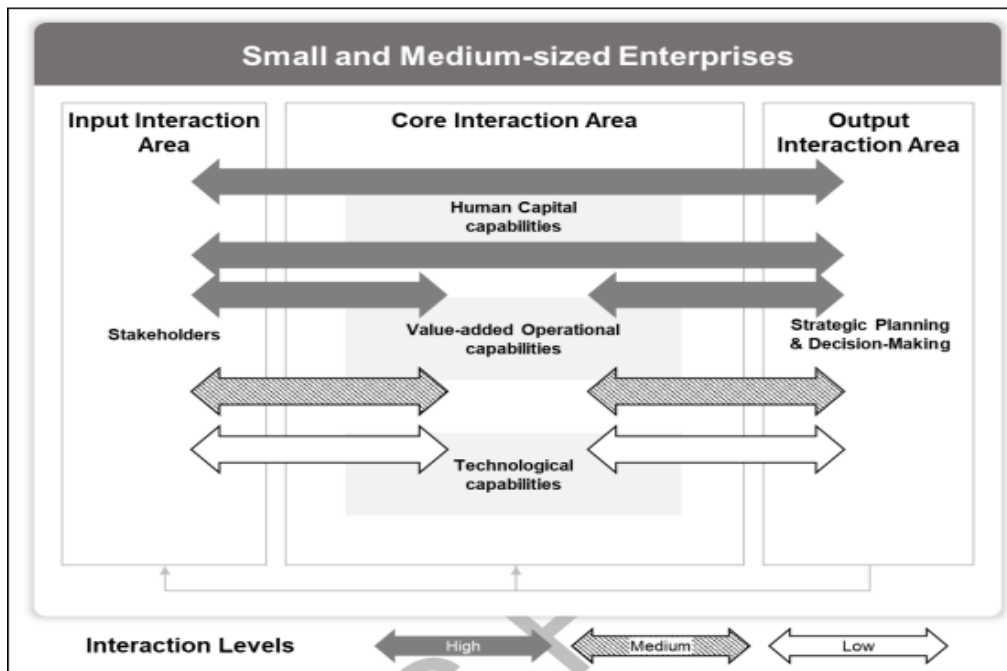 Small and Medium-sized Enterprises
Input Interaction
Area
Core Interaction Area
Output
Interaction Area
Human Capital
capabilities
Stakeholders
Value-added Operational
capabilities
Strategic Planning
& Decision-Making
Technological
capabilities
Interaction Levels
High
Medium
Low